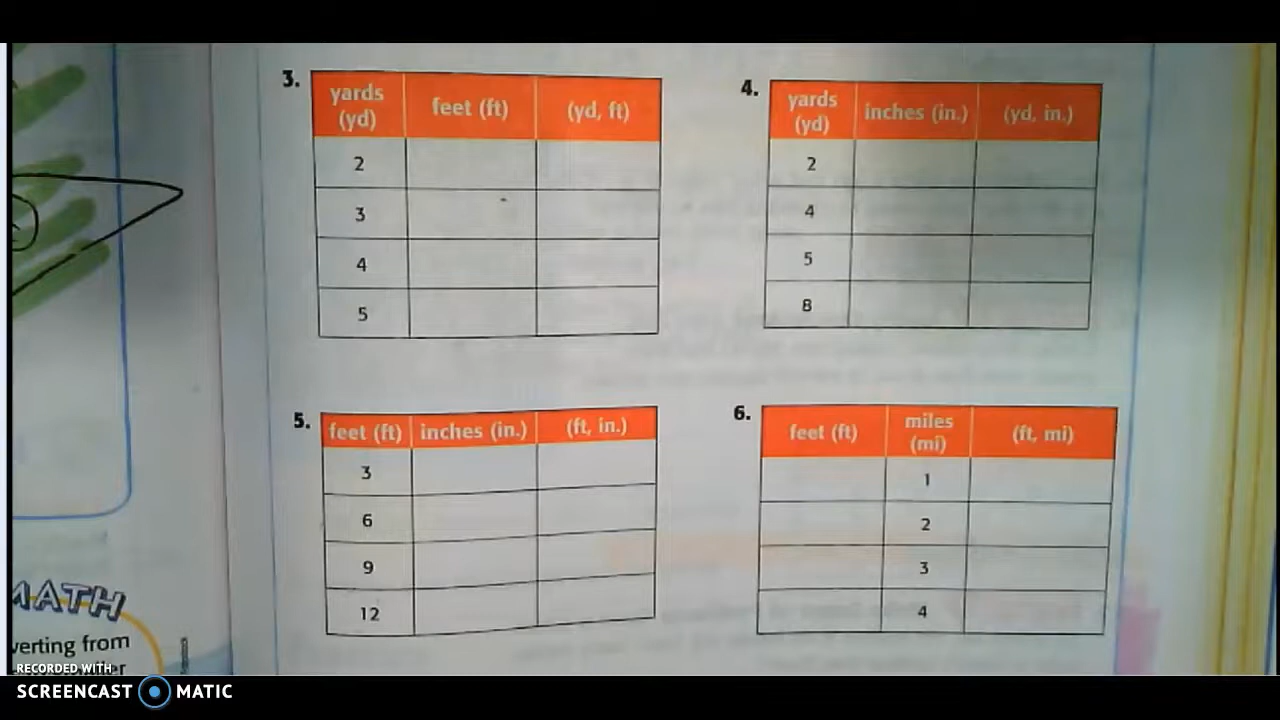 3.
yards (yd) feet (ft) (yd, ft)
2
3
4
5
4.
yards (yd) inches (in.) (yd, in.)
2
4
5
8
5.
feet (ft) inches (in.) (ft, in.)
3
6
9
12
6.
feet (ft) miles (mi) (ft, mi)
1
2
3
4
MATH
verting from
RECORDED WITH
SCREENCAST MATIC